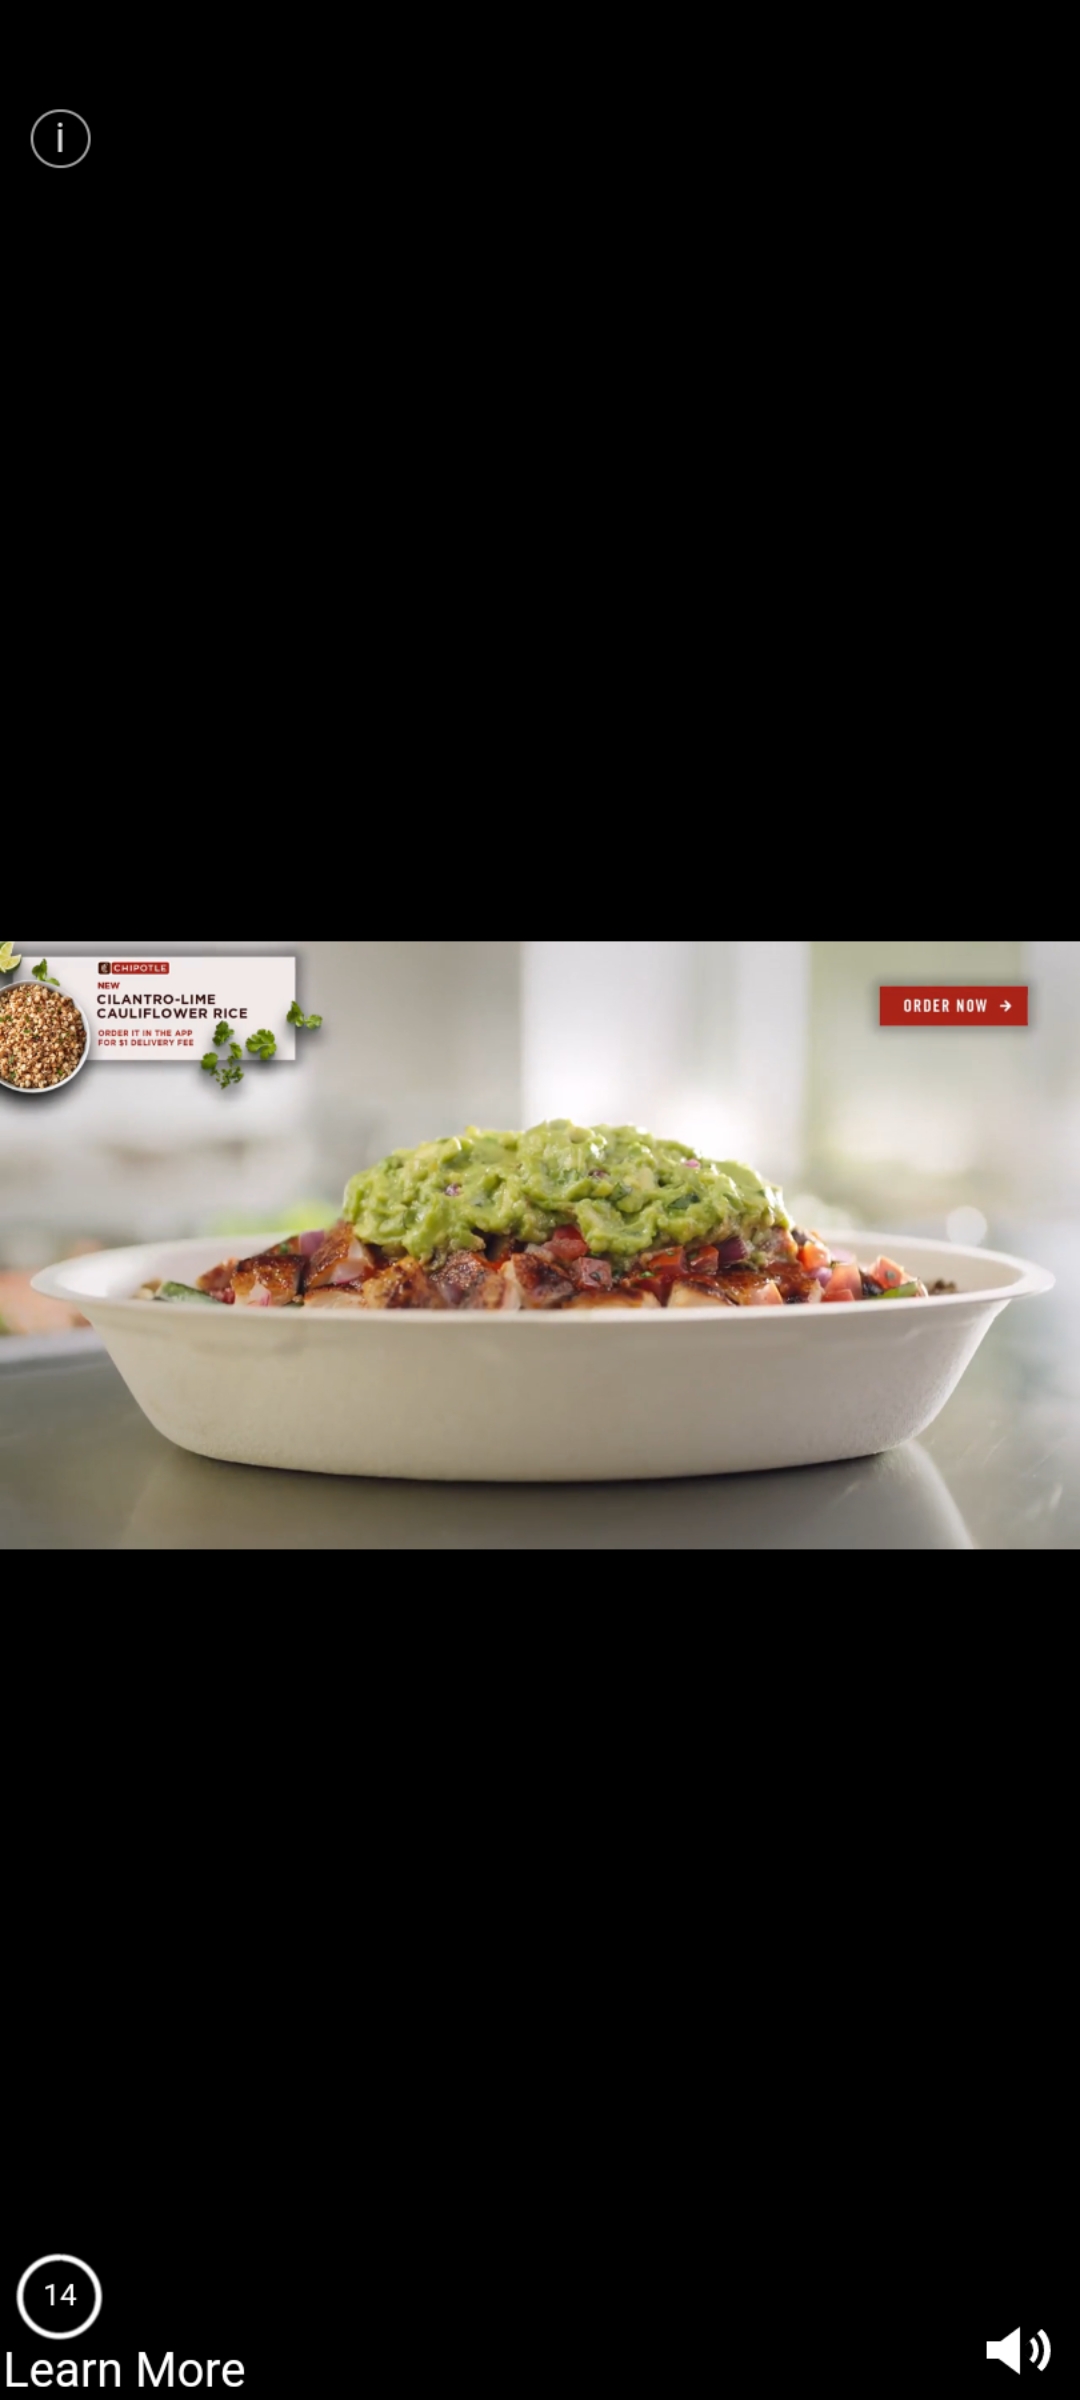 i
CHIPOTLE
NEW
CILANTRO-LIME
CAULIFLOWER RICE
ORDER IT IN THE APP
FOR $1 DELIVERY FEE
ORDER NOW →
14
Learn More